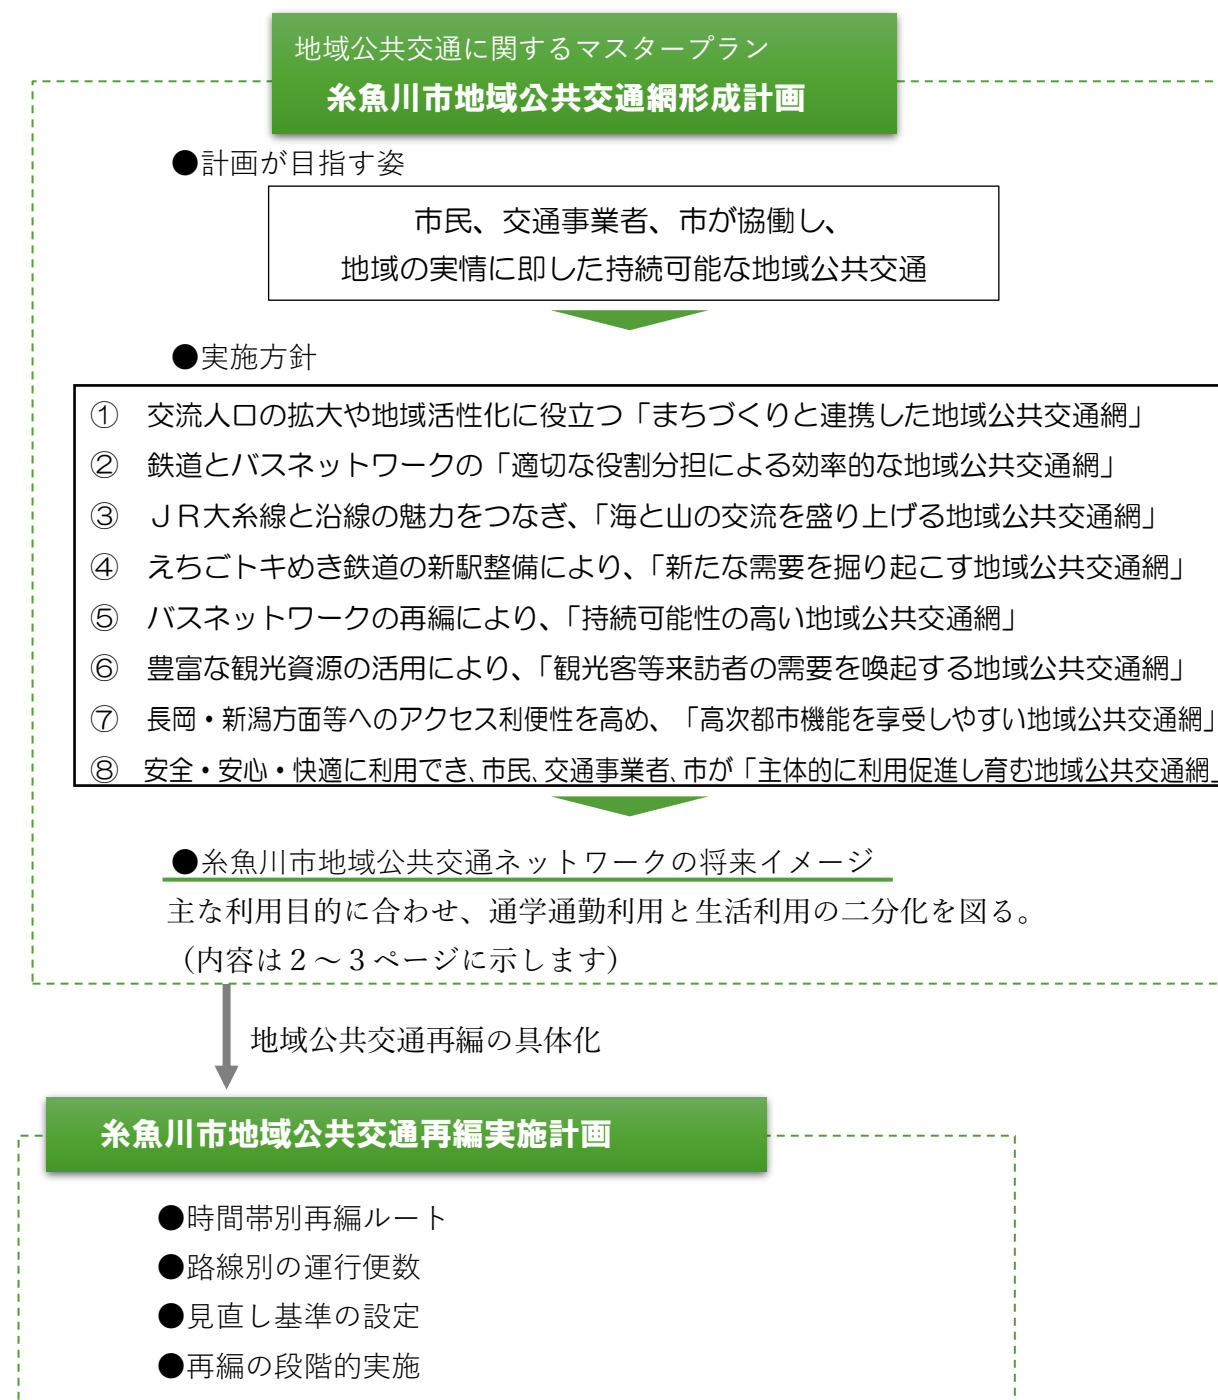 地域公共交通に関するマスタープラン
糸魚川市地域公共交通網形成計画
●計画が目指す姿
市民、交通事業者、市が協働し、
地域の実情に即した持続可能な地域公共交通
●実施方針
①　交流人口の拡大や地域活性化に役立つ「まちづくりと連携した地域公共交通網」
②　鉄道とバスネットワークの「適切な役割分担による効率的な地域公共交通網」
③　ＪＲ大糸線と沿線の魅力をつなぎ、「海と山の交流を盛り上げる地域公共交通網」
④　えちごトキめき鉄道の新駅整備により、「新たな需要を掘り起こす地域公共交通網」
⑤　バスネットワークの再編により、「持続可能性の高い地域公共交通網」
⑥　豊富な観光資源の活用により、「観光客等来訪者の需要を喚起する地域公共交通網」
⑦　長岡・新潟方面等へのアクセス利便性を高め、「高次都市機能を享受しやすい地域公共交通網」
⑧　安全・安心・快適に利用でき、市民、交通事業者、市が「主体的に利用促進し育む地域公共交通網」
●糸魚川市地域公共交通ネットワークの将来イメージ
主な利用目的に合わせ、通学通勤利用と生活利用の二分化を図る。
（内容は２～３ページに示します）
地域公共交通再編の具体化
糸魚川市地域公共交通再編実施計画
●時間帯別再編ルート
●路線別の運行便数
●見直し基準の設定
●再編の段階的実施